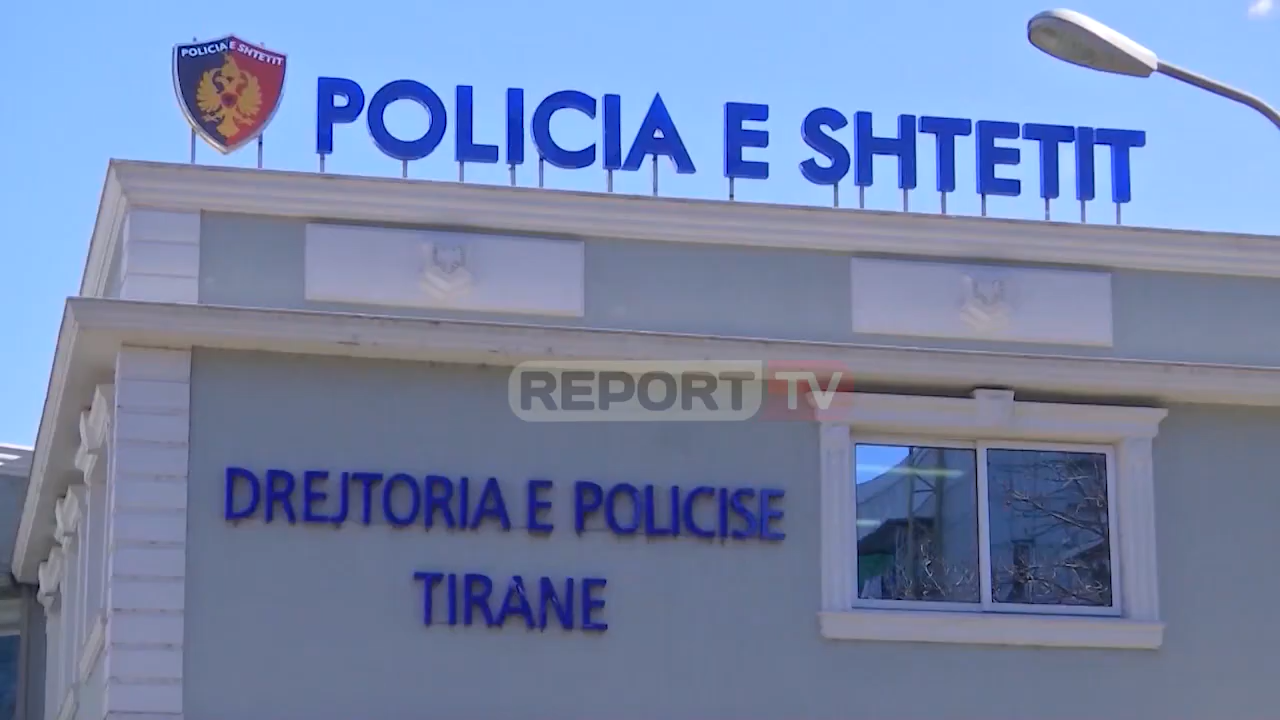 POLICIA E SHTETIT
POLICIA E SHTETIT
REPORT TV
DREJTORIA E POLICISE
TIRANE